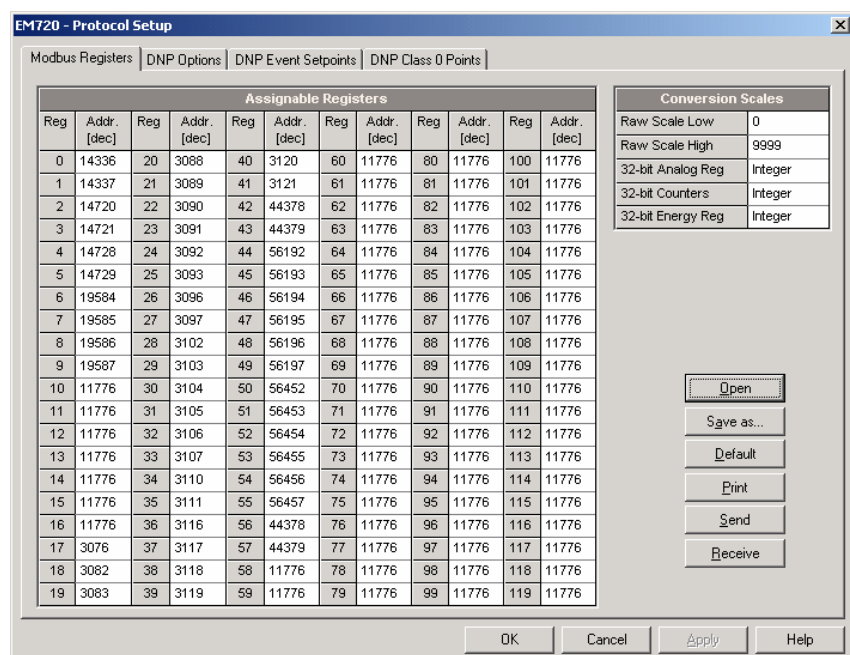 EM720 - Protocol Setup
Modbus Registers DNP Options DNP Event Setpoints DNP Class 0 Points
Assignable Registers
Reg Addr. [dec] Reg Addr. [dec] Reg Addr. [dec] Reg Addr. [dec] Reg Addr. [dec] Reg Addr. [dec]
0 14336 20 3088 40 3120 60 11776 80 11776 100 11776
1 14337 21 3089 41 3121 61 11776 81 11776 101 11776
2 14720 22 3090 42 44378 62 11776 82 11776 102 11776
3 14721 23 3091 43 44379 63 11776 83 11776 103 11776
4 14728 24 3092 44 56192 64 11776 84 11776 104 11776
5 14729 25 3093 45 56193 65 11776 85 11776 105 11776
6 19584 26 3096 46 56194 66 11776 86 11776 106 11776
7 19585 27 3097 47 56195 67 11776 87 11776 107 11776
8 19586 28 3102 48 56196 68 11776 88 11776 108 11776
9 19587 29 3103 49 56197 69 11776 89 11776 109 11776
10 11776 30 3104 50 56452 70 11776 90 11776 110 11776
11 11776 31 3105 51 56453 71 11776 91 11776 111 11776
12 11776 32 3106 52 56454 72 11776 92 11776 112 11776
13 11776 33 3107 53 56455 73 11776 93 11776 113 11776
14 11776 34 3110 54 56456 74 11776 94 11776 114 11776
15 11776 35 3111 55 56457 75 11776 95 11776 115 11776
16 11776 36 3116 56 44378 76 11776 96 11776 116 11776
17 3076 37 3117 57 44379 77 11776 97 11776 117 11776
18 3082 38 3118 58 11776 78 11776 98 11776 118 11776
19 3083 39 3119 59 11776 79 11776 99 11776 119 11776
Conversion Scales
Raw Scale Low 0
Raw Scale High 9999
32-bit Analog Reg Integer
32-bit Counters Integer
32-bit Energy Reg Integer
Open
Save as...
Default
Print
Send
Receive
OK Cancel Apply Help